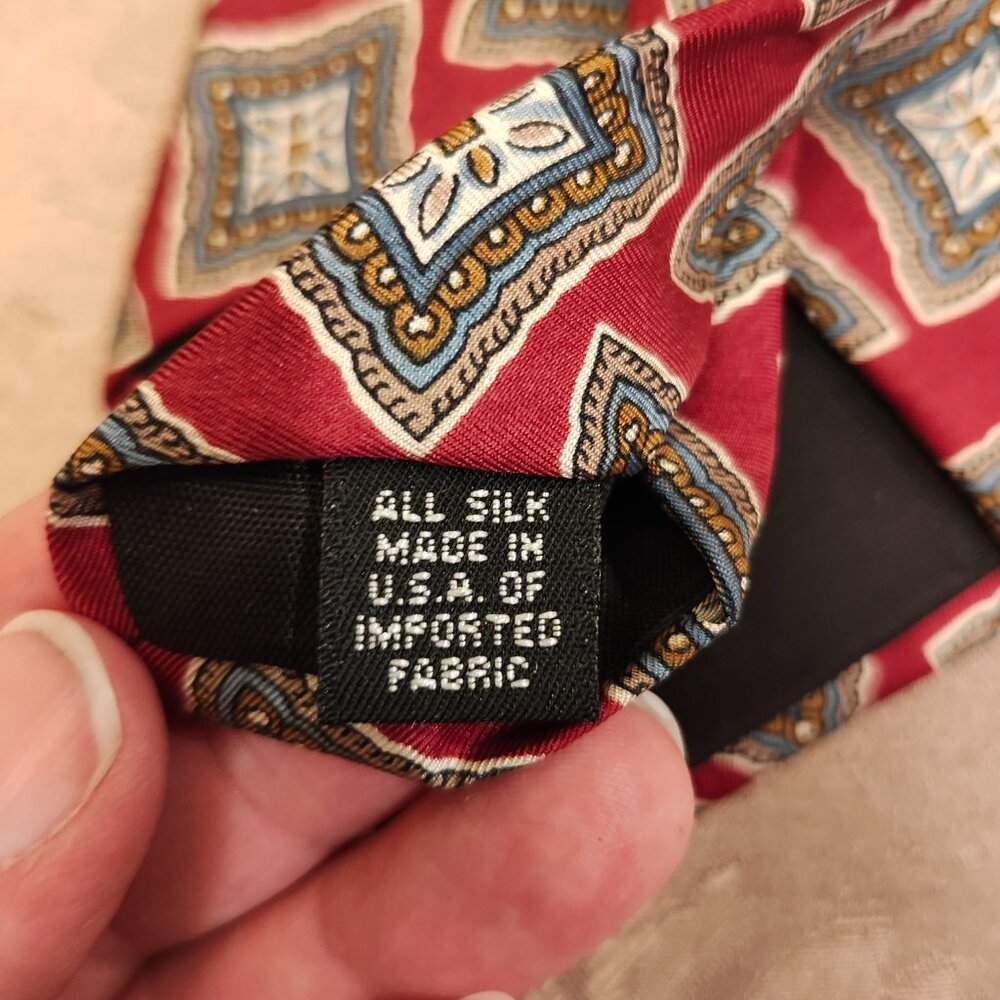 ALL SILK
MADE IN
U.S.A. OF
IMPORTED
FABRIC